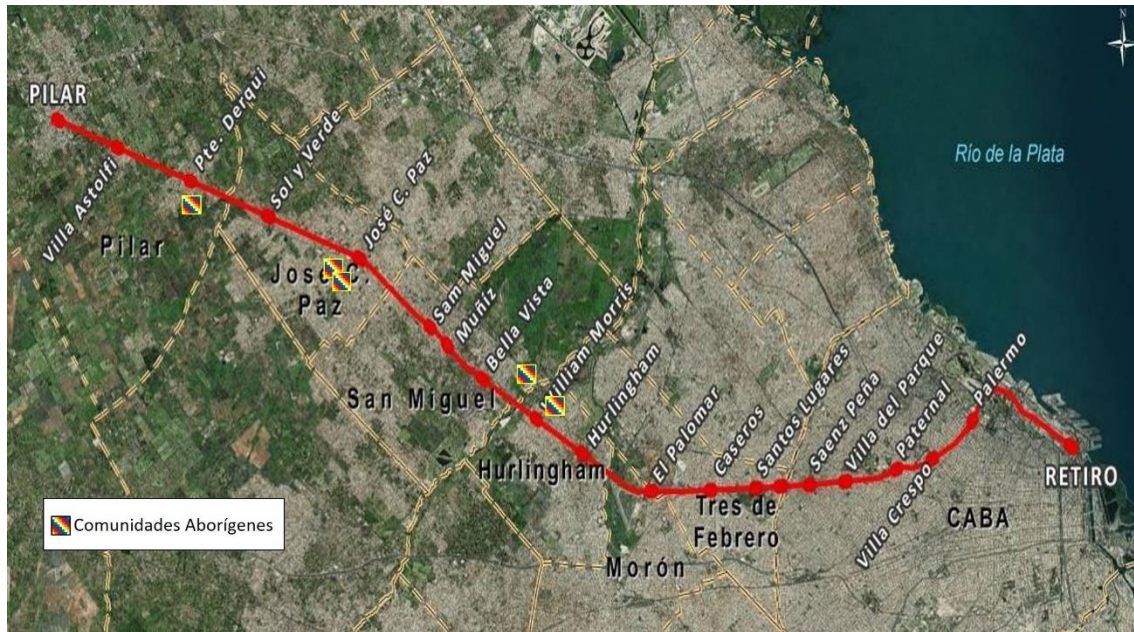 N
PILAR
Villa Astolfi
Pte. Derqui
Sol y Verde
José C. Paz
Sam Miguel
Muñiz
Bella Vista
William Morris
Hurlingham
El Palomar
Caseros
Santos Lugares
Saenz Peña
Villa del Parque
Paternal
Villa Crespo
Palermo
RETIRO
Río de la Plata
Pilar
José C.
Paz
San Miguel
Hurlingham
Morón
Tres de
Febrero
CABA
Comunidades Aborígenes